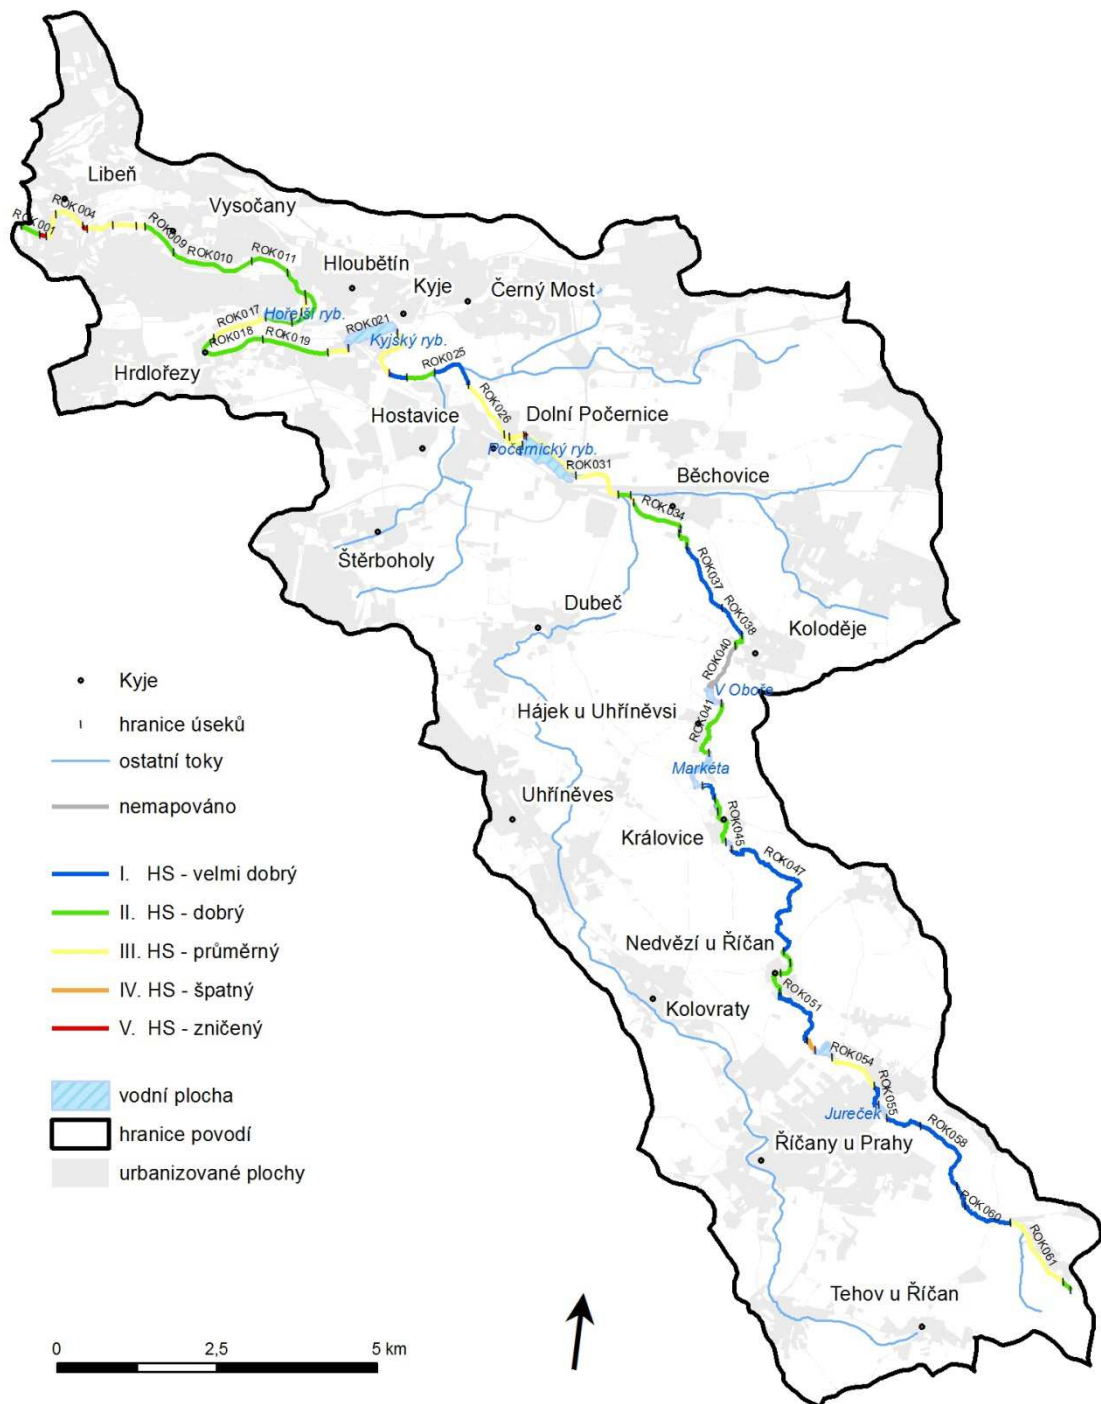 Libeň
ROK004
ROK001
Vysočany
ROK009
ROK010
ROK011
Hloubětín
Kyje
Černý Most
ROK017
Hořejší ryb.
ROK021
Kyjský ryb.
ROK018
ROK019
Hrdlořezy
ROK025
Hostavice
ROK026
Dolní Počernice
Počernický ryb.
ROK031
Běchovice
ROK034
Štěrboholy
ROK037
Dubeč
ROK038
Koloděje
ROK040
V Oboře
Hájek u Uhříněvsi
ROK041
Markéta
Uhříněves
Královice
ROK045
ROK047
Nedvězí u Říčan
ROK051
Kolovraty
ROK054
ROK055
Jureček
Říčany u Prahy
ROK058
ROK060
ROK061
Tehov u Říčan
Kyje
hranice úseků
ostatní toky
nemapováno
I. HS - velmi dobrý
II. HS - dobrý
III. HS - průměrný
IV. HS - špatný
V. HS - zničený
vodní plocha
hranice povodí
urbanizované plochy
0 2,5 5 km